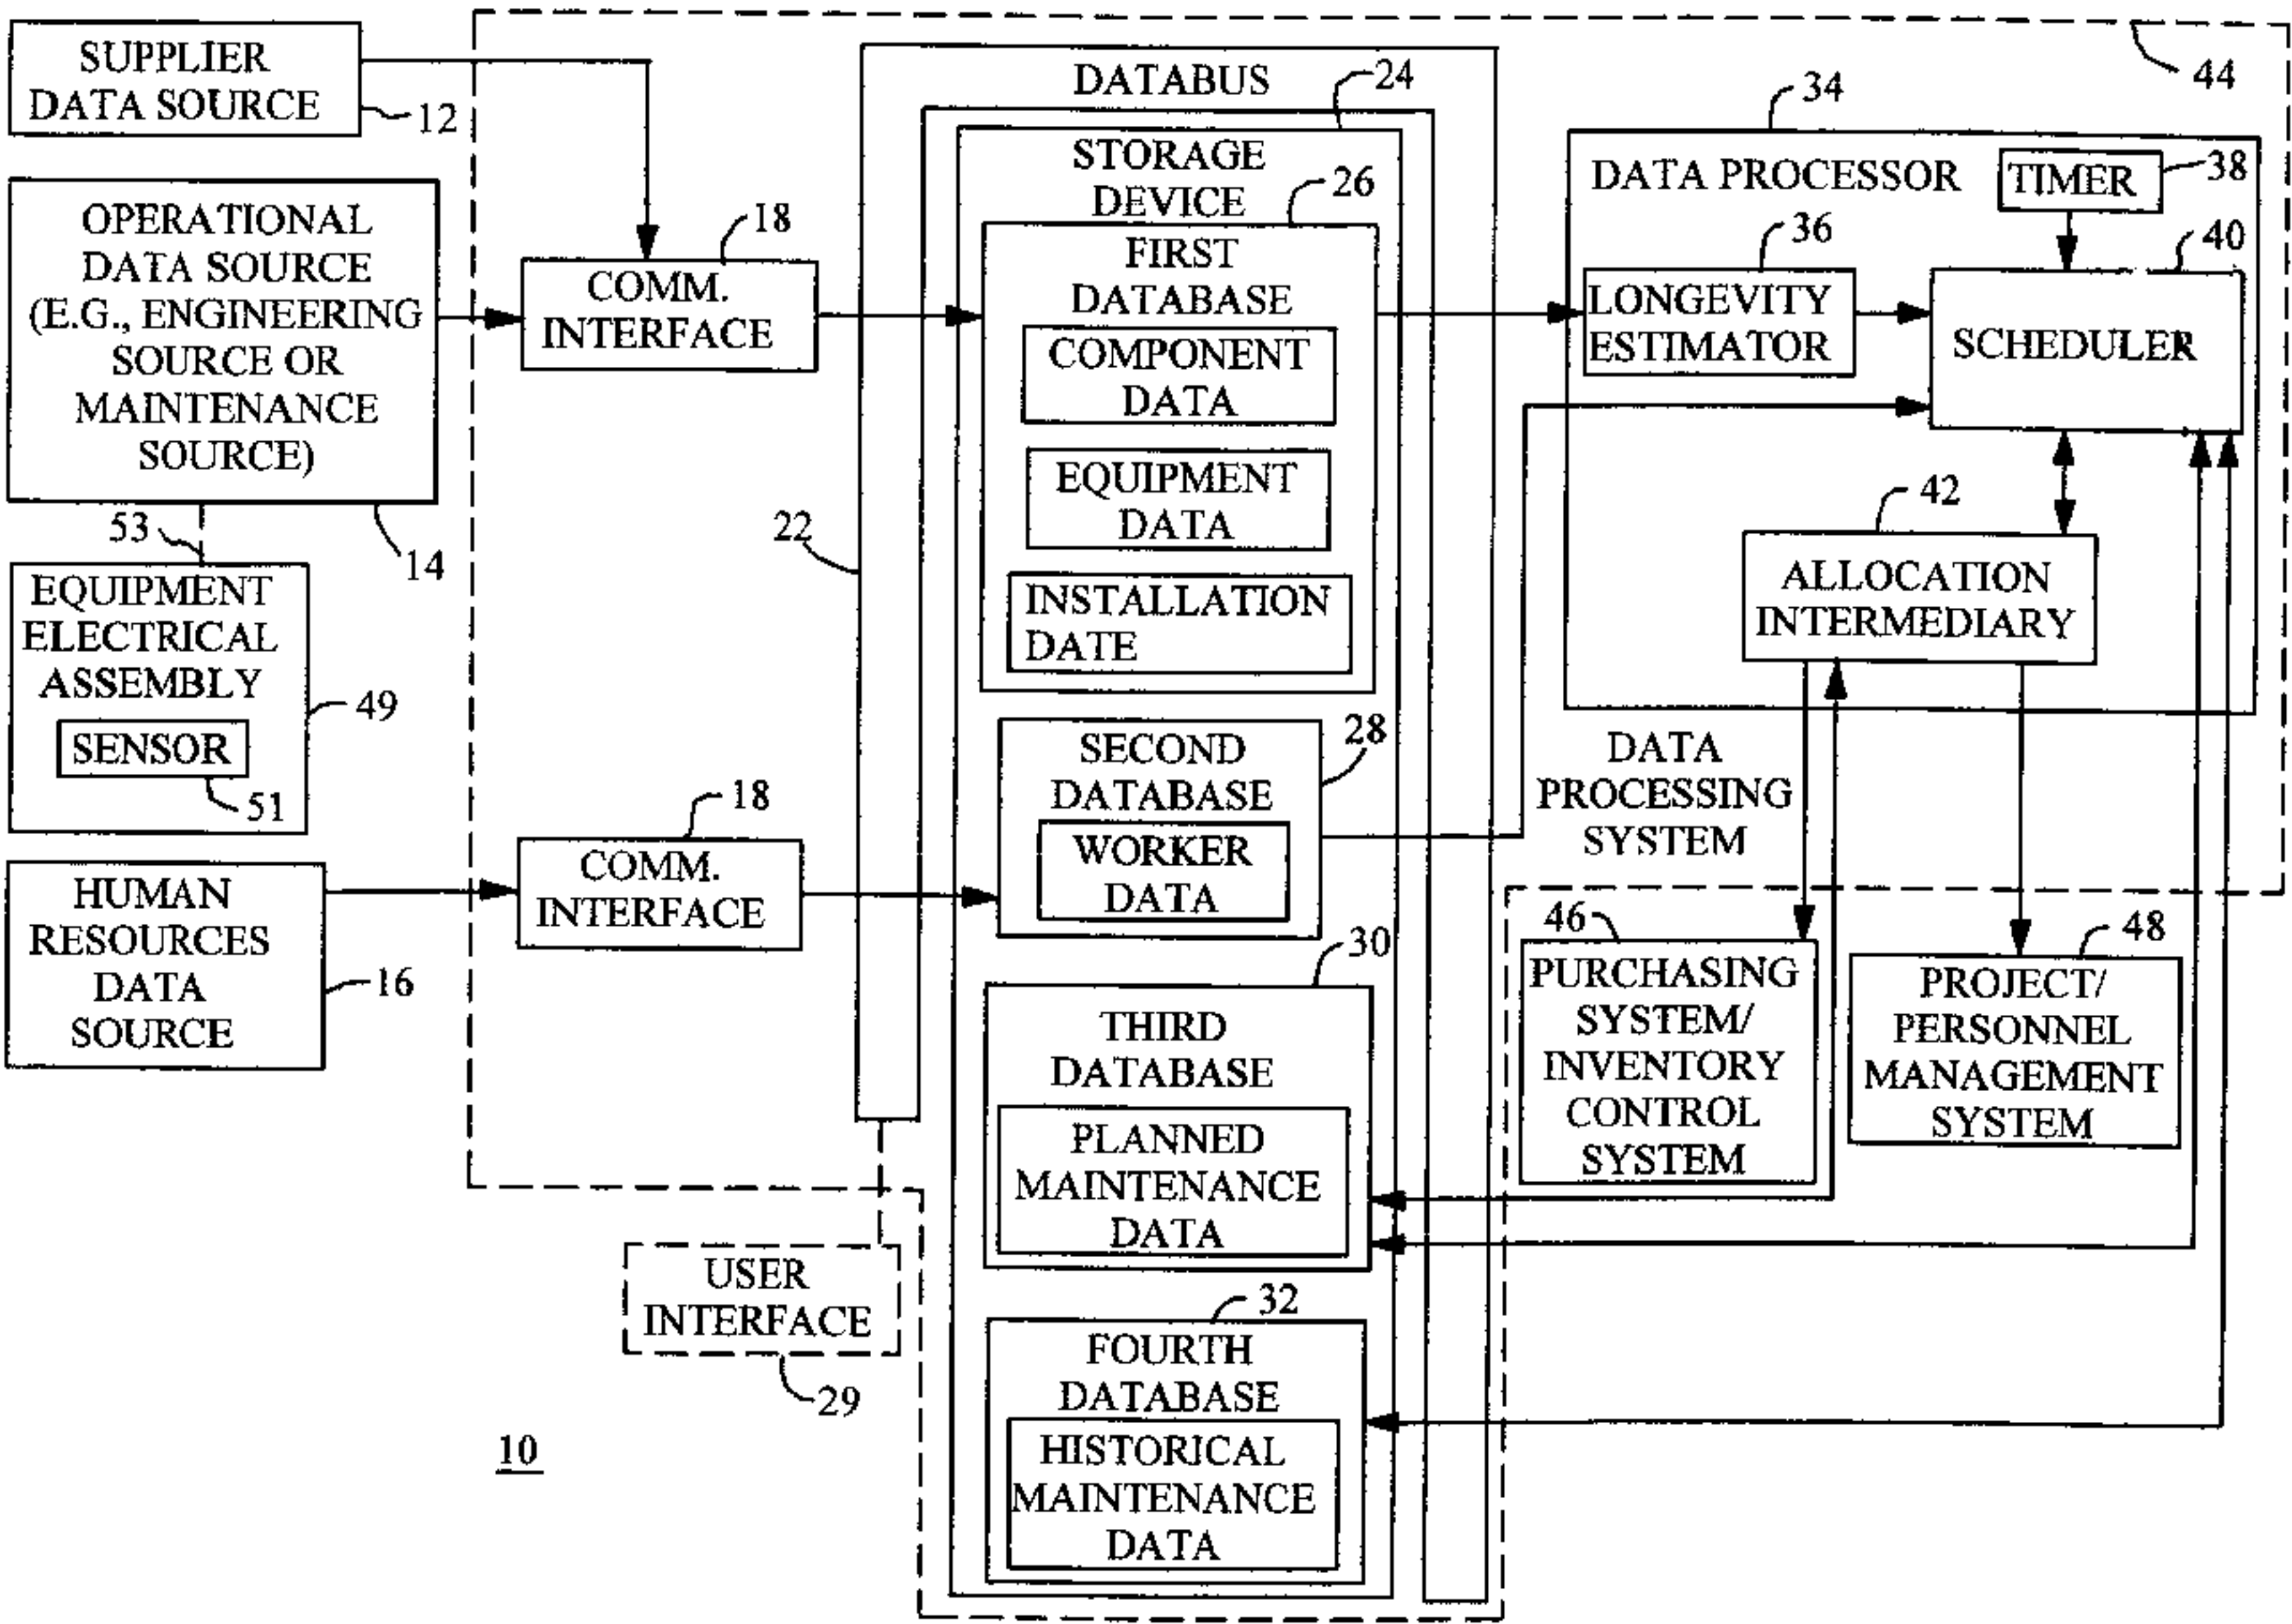 SUPPLIER
DATA SOURCE
12
OPERATIONAL
DATA SOURCE
(E.G., ENGINEERING
SOURCE OR
MAINTENANCE
SOURCE)
14
53
EQUIPMENT
ELECTRICAL
ASSEMBLY
49
SENSOR
51
HUMAN
RESOURCES
DATA
SOURCE
16
18
COMM.
INTERFACE
18
COMM.
INTERFACE
22
DATABUS
24
STORAGE
DEVICE
26
FIRST
DATABASE
COMPONENT
DATA
EQUIPMENT
DATA
INSTALLATION
DATE
SECOND
DATABASE
28
WORKER
DATA
30
THIRD
DATABASE
PLANNED
MAINTENANCE
DATA
32
FOURTH
DATABASE
HISTORICAL
MAINTENANCE
DATA
USER
INTERFACE
29
10
44
34
DATA PROCESSOR
TIMER
38
36
LONGEVITY
ESTIMATOR
40
SCHEDULER
42
ALLOCATION
INTERMEDIARY
DATA
PROCESSING
SYSTEM
46
PURCHASING
SYSTEM/
INVENTORY
CONTROL
SYSTEM
48
PROJECT/
PERSONNEL
MANAGEMENT
SYSTEM